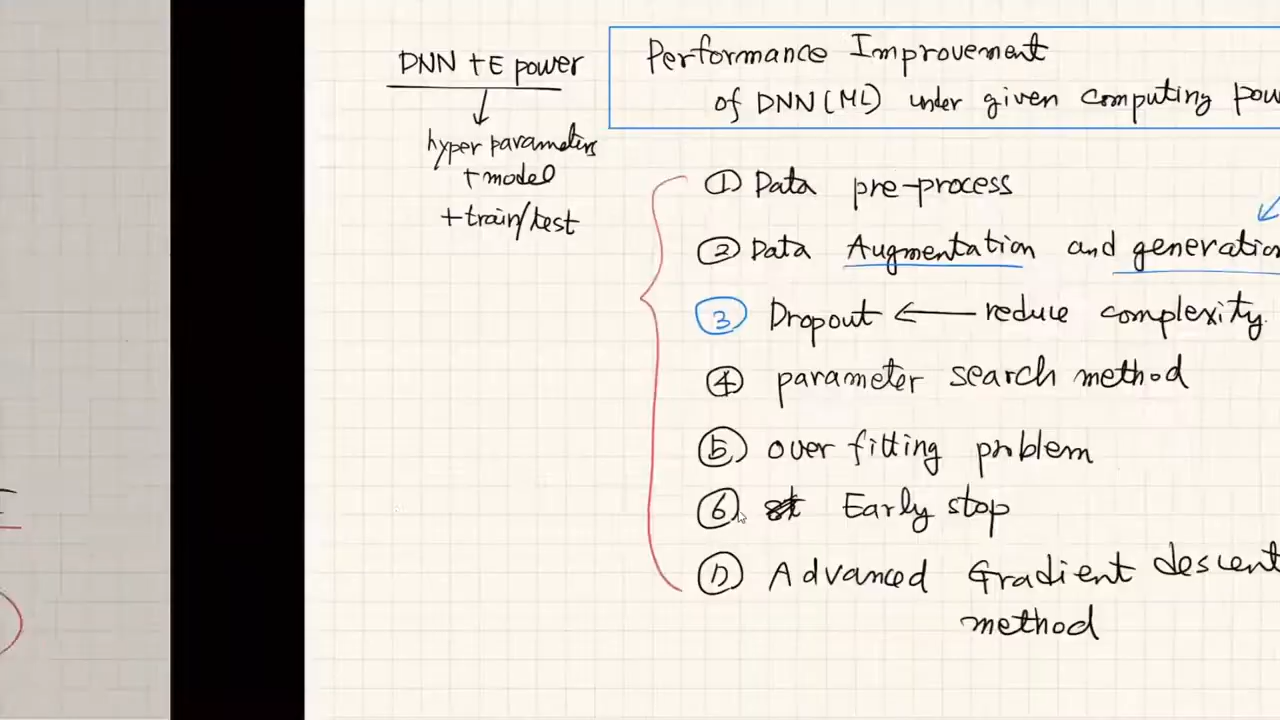 DNN + E power
hyper parameters
+ model
+ train/test
Performance Improvement
of DNN (ML) under given computing pow
① Data pre-process
② Data Augmentation and generation
③ Dropout ← reduce complexity.
④ parameter search method
⑤ over fitting problem
⑥ Early stop
⑦ Advanced Gradient descent
method